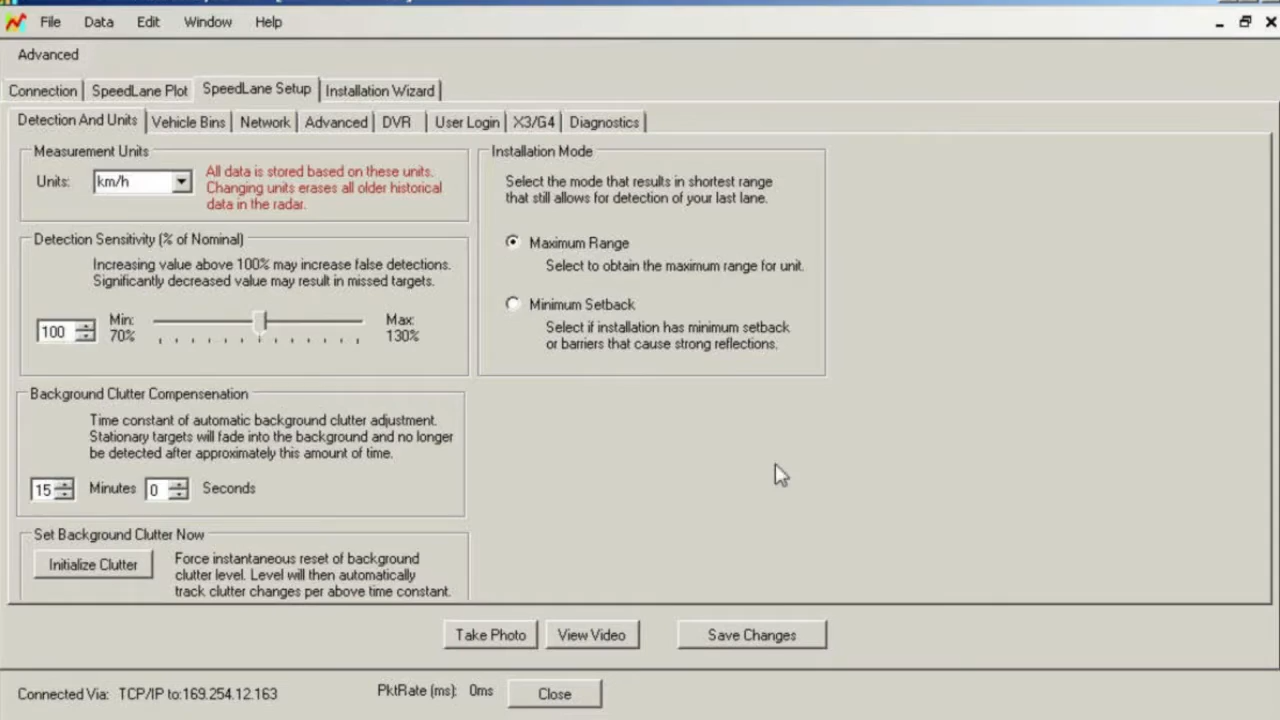 File Data Edit Window Help
Advanced
Connection SpeedLane Plot SpeedLane Setup Installation Wizard
Detection And Units Vehicle Bins Network Advanced DVR User Login X3/G4 Diagnostics
Measurement Units
Units: km/h
All data is stored based on these units.
Changing units erases all older historical
data in the radar.
Detection Sensitivity (% of Nominal)
Increasing value above 100% may increase false detections.
Significantly decreased value may result in missed targets.
100
Min: 70%
Max: 130%
Background Clutter Compensenation
Time constant of automatic background clutter adjustment.
Stationary targets will fade into the background and no longer
be detected after approximately this amount of time.
15 Minutes 0 Seconds
Set Background Clutter Now
Initialize Clutter
Force instantaneous reset of background
clutter level. Level will then automatically
track clutter changes per above time constant.
Installation Mode
Select the mode that results in shortest range
that still allows for detection of your last lane.
Maximum Range
Select to obtain the maximum range for unit.
Minimum Setback
Select if installation has minimum setback
or barriers that cause strong reflections.
Take Photo View Video Save Changes
Connected Via: TCP/IP to:169.254.12.163 PktRate (ms): 0ms Close